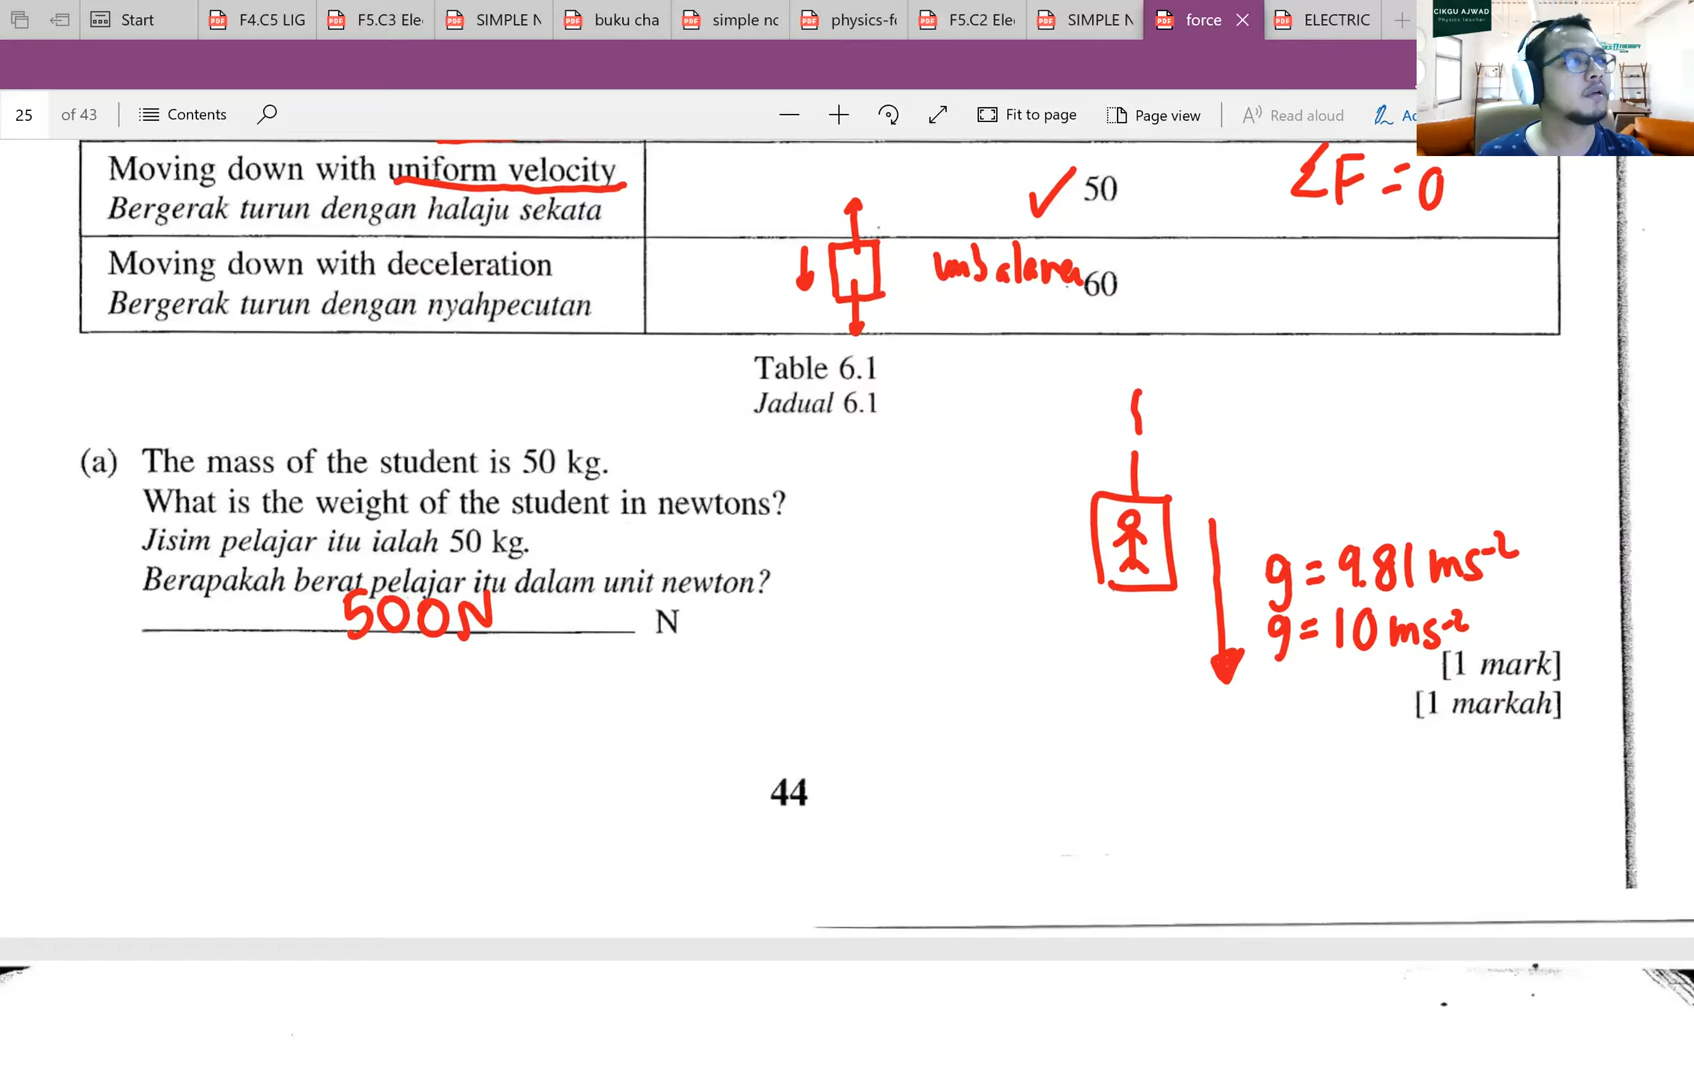 Start F4.C5 LIG F5.C3 Ele SIMPLE N buku cha simple no physics-fo F5.C2 Ele SIMPLE N force ELECTRIC
CIKGU AJWAD
Physics teacher
25 of 43 Contents Fit to page Page view Read aloud
Moving down with uniform velocity
Bergerak turun dengan halaju sekata
50
ΣF = 0
Moving down with deceleration
Bergerak turun dengan nyahpecutan
60
Table 6.1
Jadual 6.1
(a) The mass of the student is 50 kg.
What is the weight of the student in newtons?
Jisim pelajar itu ialah 50 kg.
Berapakah berat pelajar itu dalam unit newton?
500N N
g = 9.81 ms-2
g = 10 ms-2
[1 mark]
[1 markah]
44